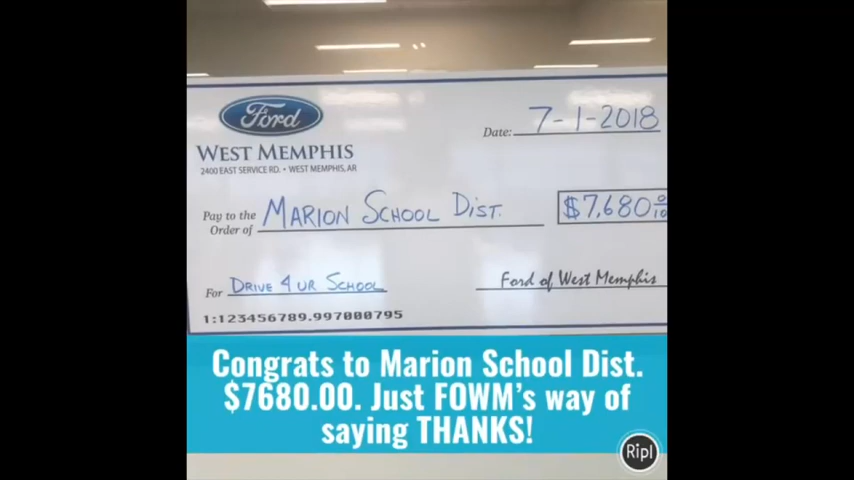 Ford
WEST MEMPHIS
2400 EAST SERVICE RD. • WEST MEMPHIS, AR
Date: 7-1-2018
Pay to the
Order of MARION SCHOOL DIST.
$7,680
For DRIVE 4 UR SCHOOL
Ford of West Memphis
1:123456789.997000795
Congrats to Marion School Dist.
$7680.00. Just FOWM's way of
saying THANKS!
Ripl